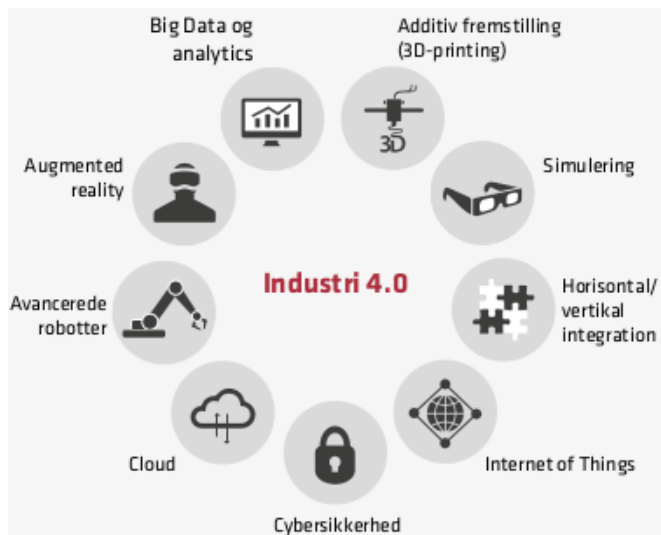 Big Data og
analytics
Additiv fremstilling
(3D-printing)
3D
Augmented
reality
Simulering
Industri 4.0
Avancerede
robotter
Horisontal/
vertikal
integration
Cloud
Internet of Things
Cybersikkerhed